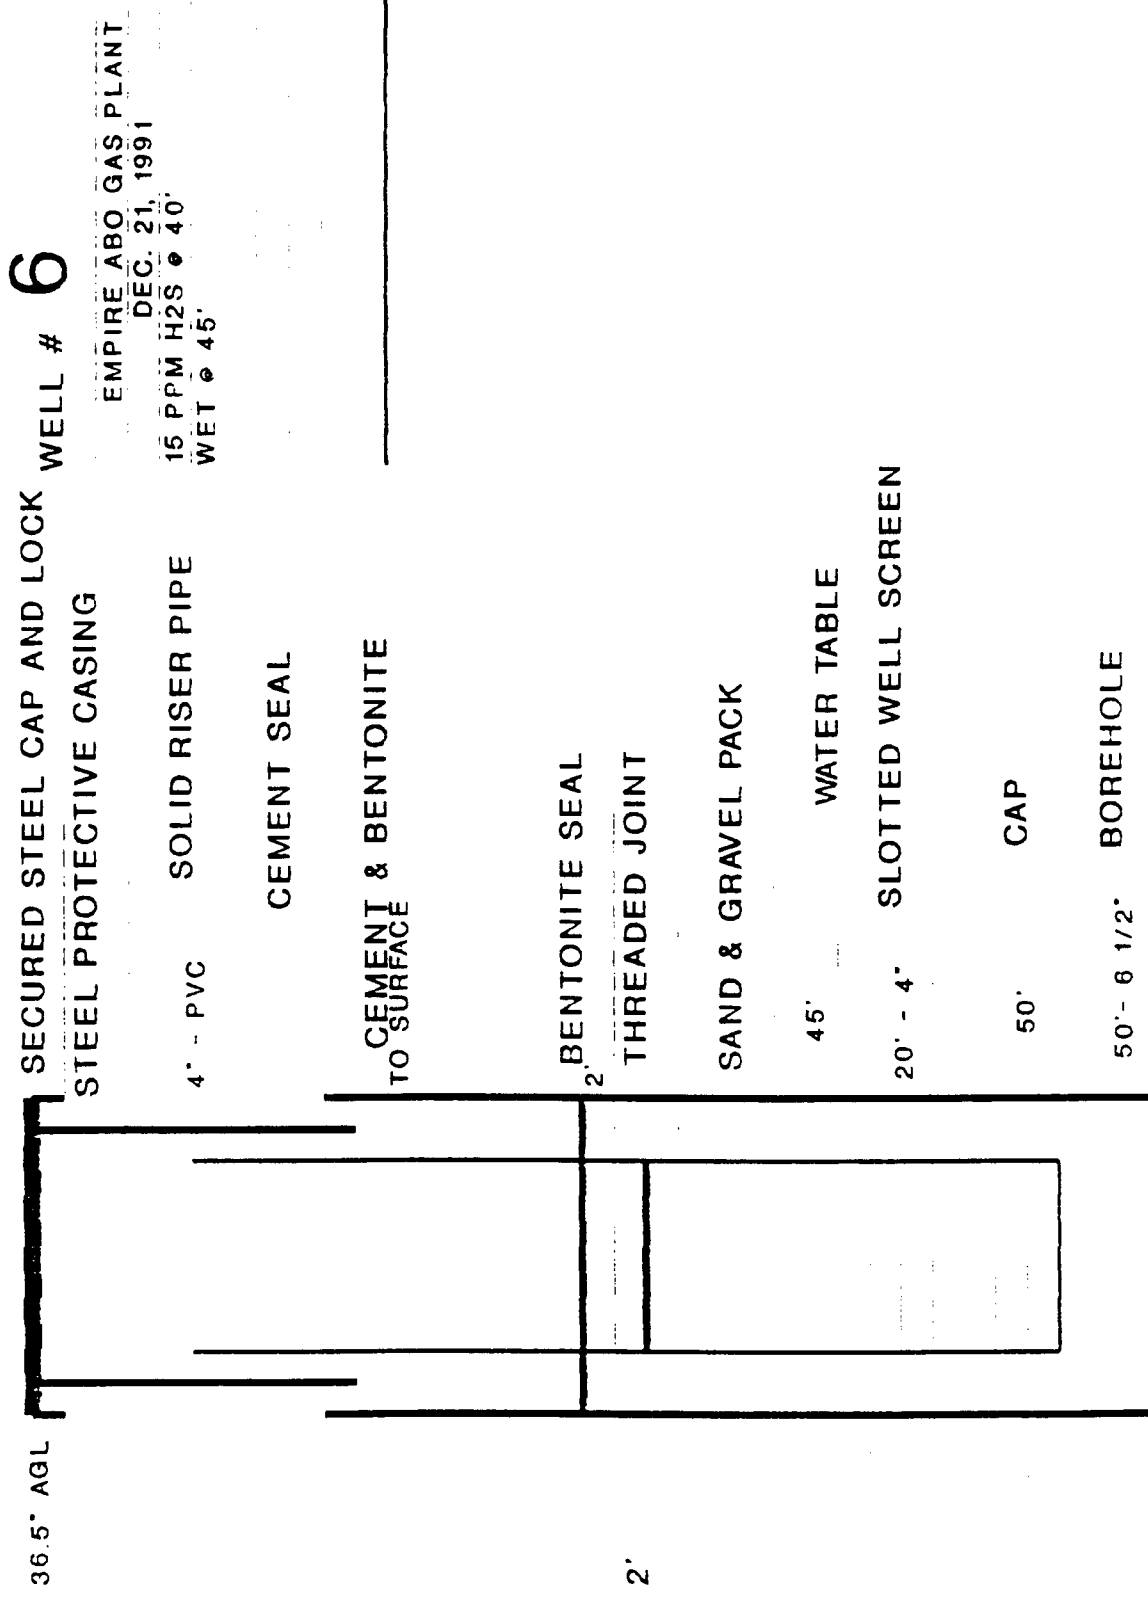 36.5" AGL
SECURED STEEL CAP AND LOCK
WELL # 6
STEEL PROTECTIVE CASING
EMPIRE ABO GAS PLANT
DEC. 21, 1991
15 PPM H2S @ 40'
WET @ 45'
4" - PVC SOLID RISER PIPE
CEMENT SEAL
CEMENT & BENTONITE
TO SURFACE
BENTONITE SEAL
2'
2'
THREADED JOINT
SAND & GRAVEL PACK
45' WATER TABLE
20' - 4" SLOTTED WELL SCREEN
50' CAP
50'- 6 1/2" BOREHOLE